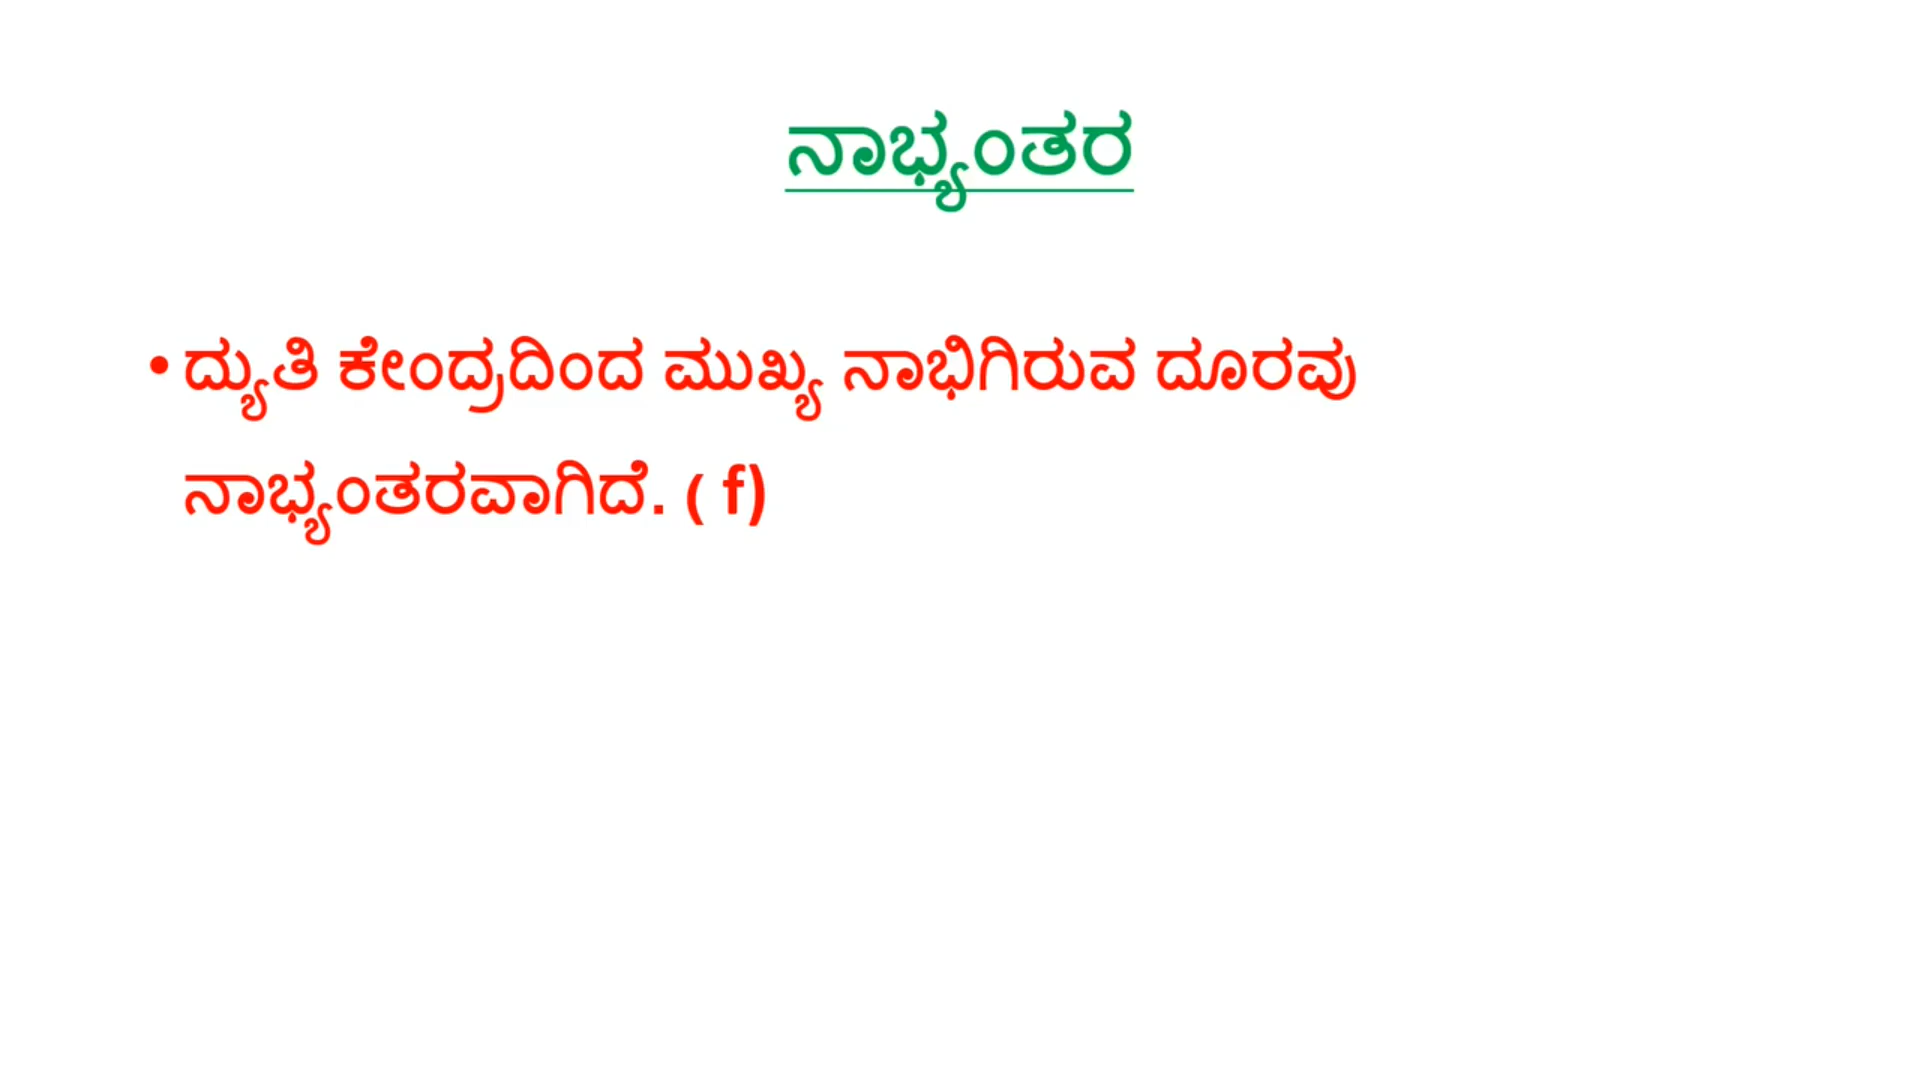 ನಾಭ್ಯಂತರ
• ದ್ಯುತಿ ಕೇಂದ್ರದಿಂದ ಮುಖ್ಯ ನಾಭಿಗಿರುವ ದೂರವು
ನಾಭ್ಯಂತರವಾಗಿದೆ. ( f)